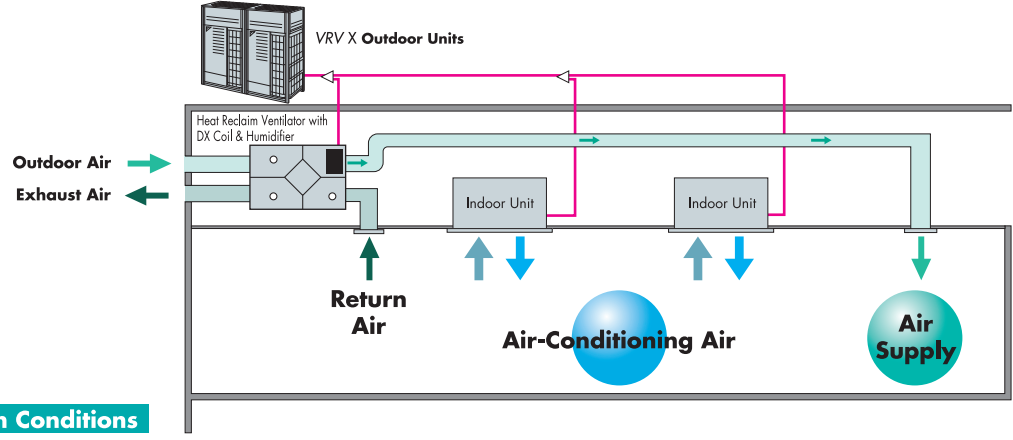 VRV X Outdoor Units
Heat Reclaim Ventilator with
DX Coil & Humidifier
Outdoor Air
Exhaust Air
Indoor Unit
Indoor Unit
Return
Air
Air-Conditioning Air
Air
Supply
Conditions